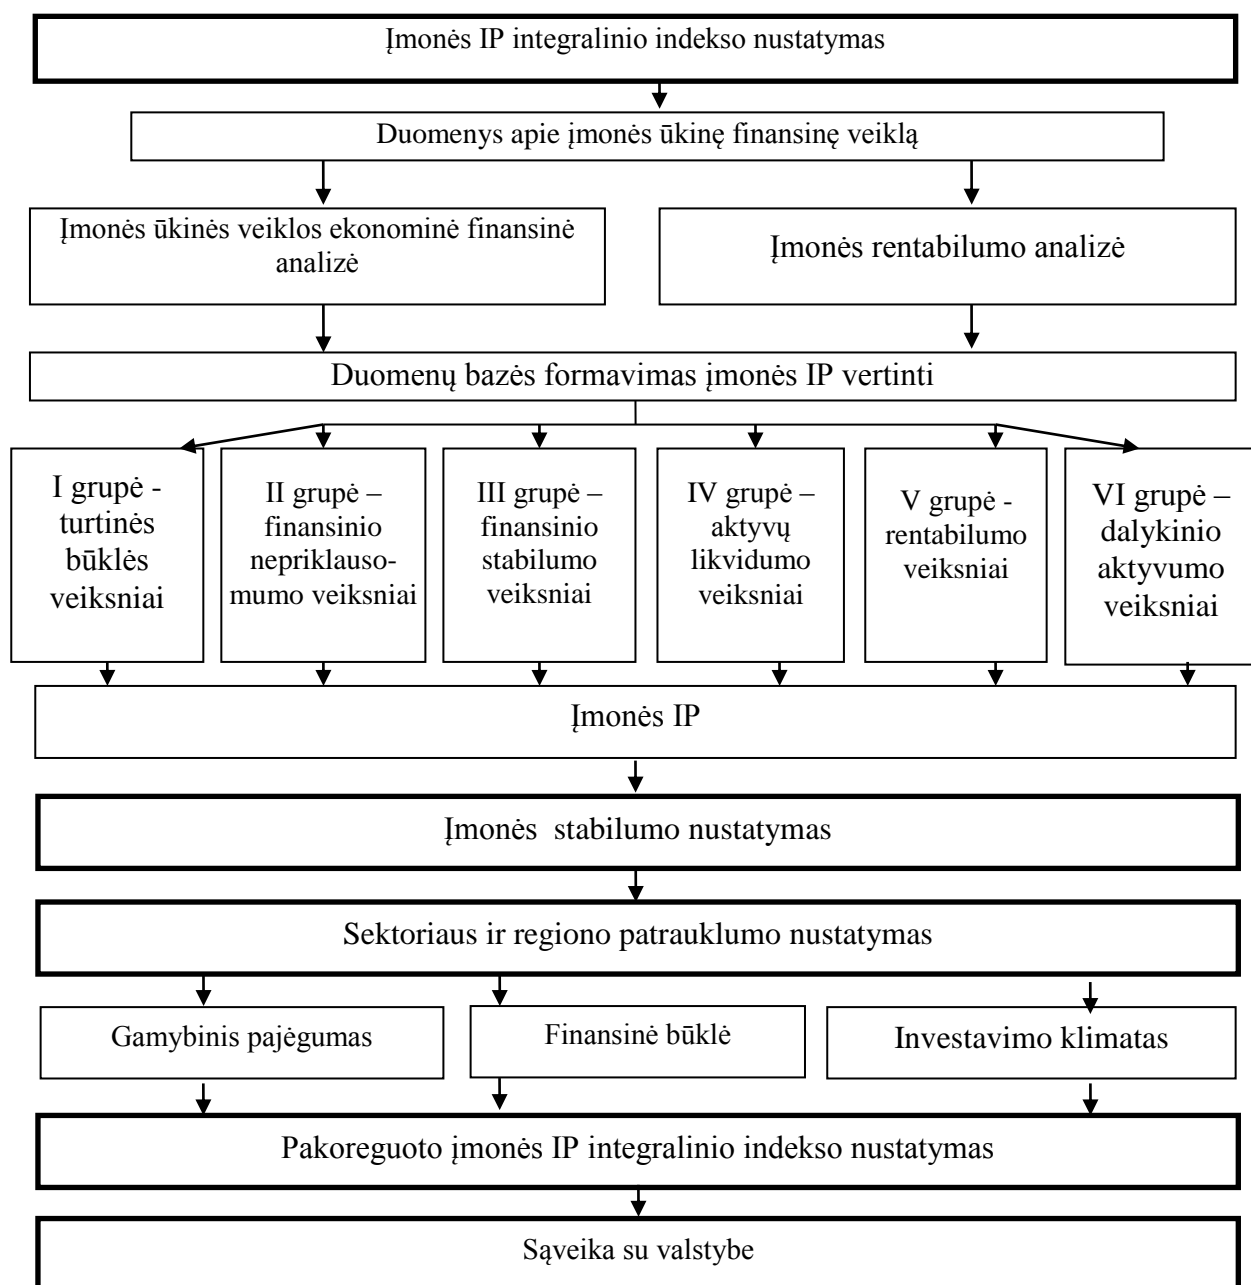 Įmonės IP integralinio indekso nustatymas
Duomenys apie įmonės ūkinę finansinę veiklą
Įmonės ūkinės veiklos ekonominė finansinė
analizė
Įmonės rentabilumo analizė
Duomenų bazės formavimas įmonės IP vertinti
I grupė -
turtinės
būklės
veiksniai
II grupė –
finansinio
nepriklauso-
mumo veiksniai
III grupė –
finansinio
stabilumo
veiksniai
IV grupė –
aktyvų
likvidumo
veiksniai
V grupė -
rentabilumo
veiksniai
VI grupė –
dalykinio
aktyvumo
veiksniai
Įmonės IP
Įmonės  stabilumo nustatymas
Sektoriaus ir regiono patrauklumo nustatymas
Gamybinis pajėgumas
Finansinė būklė
Investavimo klimatas
Pakoreguoto įmonės IP integralinio indekso nustatymas
Sąveika su valstybe